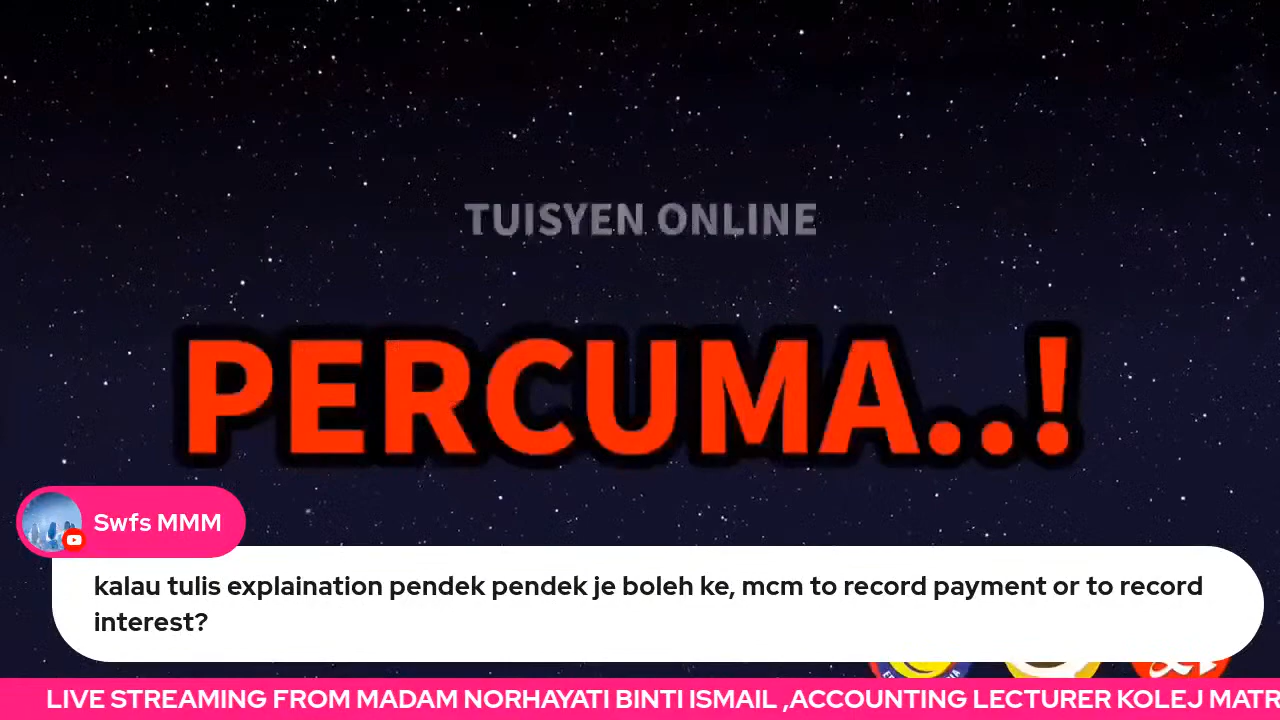 TUISYEN ONLINE
PERCUMA..!
Swfs MMM
kalau tulis explaination pendek pendek je boleh ke, mcm to record payment or to record
interest?
LIVE STREAMING FROM MADAM NORHAYATI BINTI ISMAIL ,ACCOUNTING LECTURER KOLEJ MATR